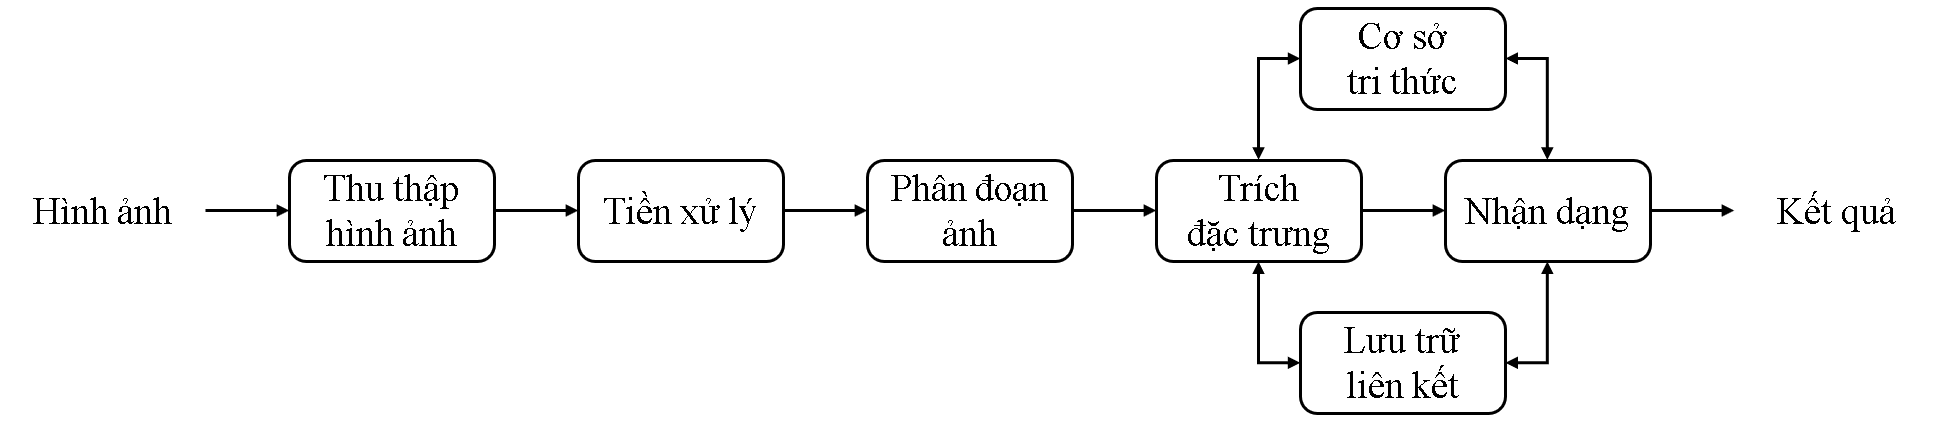 Cơ sở
tri thức
Hình ảnh
Thu thập
hình ảnh
Tiền xử lý
Phân đoạn
ảnh
Trích
đặc trưng
Nhận dạng
Kết quả
Lưu trữ
liên kết